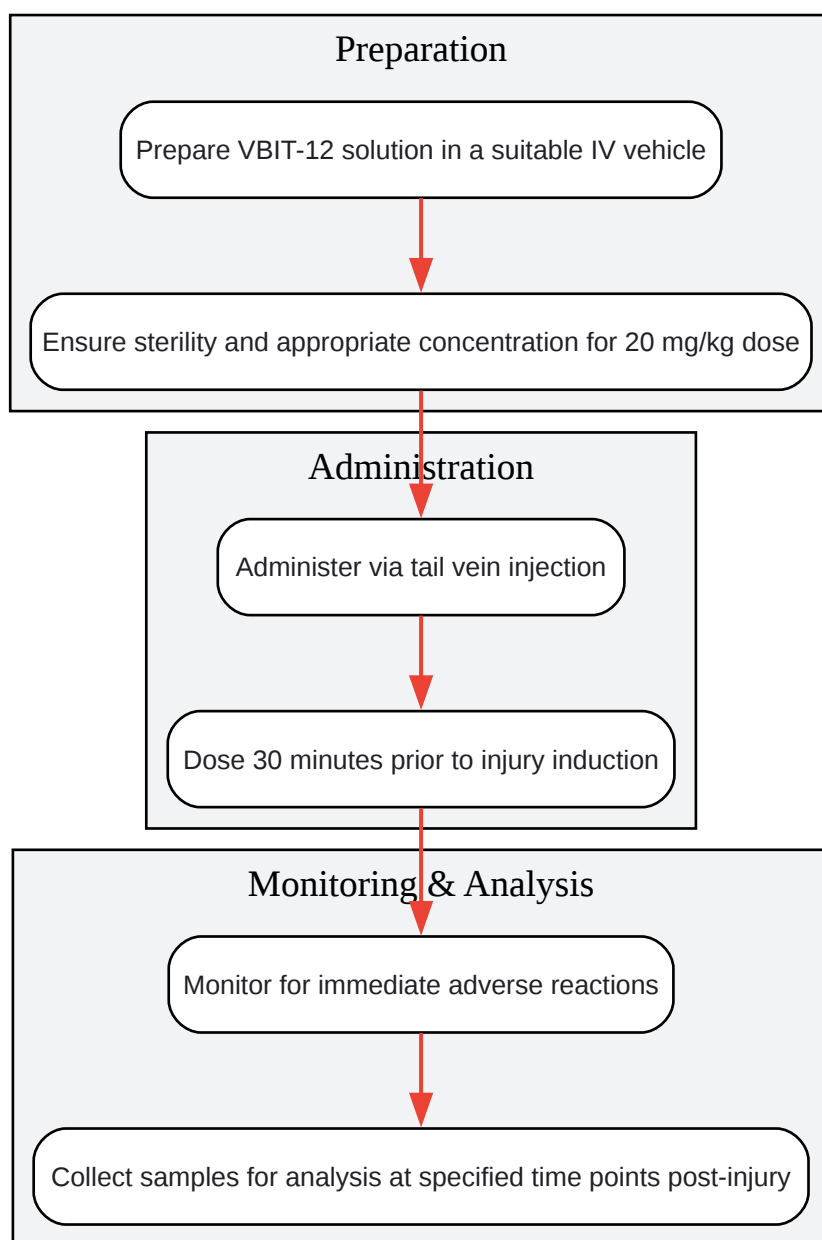 Preparation
Prepare VBIT-12 solution in a suitable IV vehicle
Ensure sterility and appropriate concentration for 20 mg/kg dose
Administration
Administer via tail vein injection
Dose 30 minutes prior to injury induction
Monitoring & Analysis
Monitor for immediate adverse reactions
Collect samples for analysis at specified time points post-injury